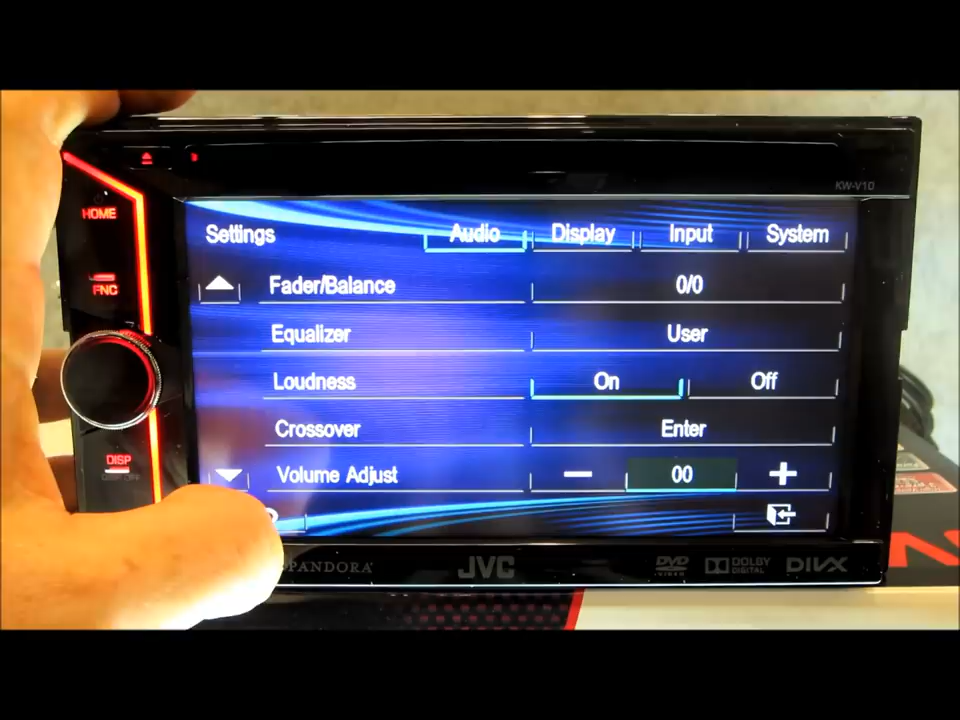 KW-V10
HOME
FNC
DISP
Settings Audio Display Input System
Fader/Balance 0/0
Equalizer User
Loudness On Off
Crossover Enter
Volume Adjust 00
PANDORA JVC DVD VIDEO DOLBY DIGITAL DIVX